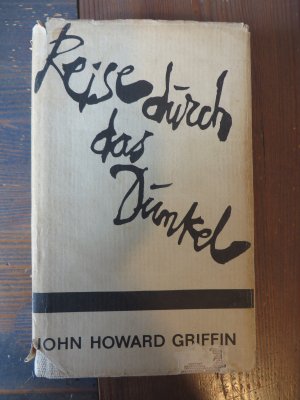 Reise
durch
das
Dunkel
JOHN HOWARD GRIFFIN